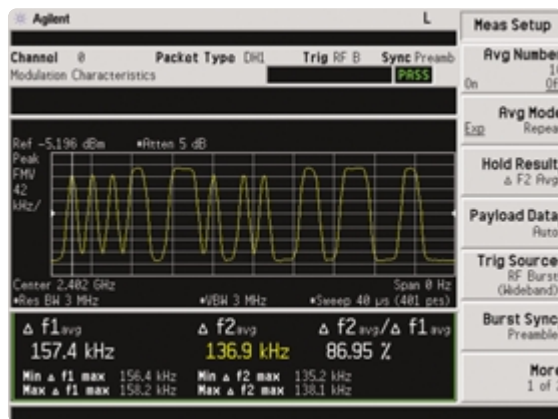 Agilent L
Meas Setup
Channel 0 Packet Type DH1 Trig RF B Sync Preamb
Modulation Characteristics PASS
Avg Number
10
On Off
Avg Mode
Exp Repeat
Hold Result
Δ F2 Avg
Payload Data
Auto
Trig Source
RF Burst
(Wideband)
Burst Sync
Preamble
More
1 of
Ref -5.196 dBm *Atten 5 dB
Peak
FMV
42
kHz/
Center 2.402 GHz Span 0 Hz
*Res BW 3 MHz *VBW 3 MHz *Sweep 40 µs (401 pts)
Δ f1avg Δ f2avg Δ f2avg/Δ f1avg
157.4 kHz 136.9 kHz 86.95 %
Min Δ f1 max 156.4 kHz Min Δ f2 max 135.2 kHz
Max Δ f1 max 158.2 kHz Max Δ f2 max 138.1 kHz